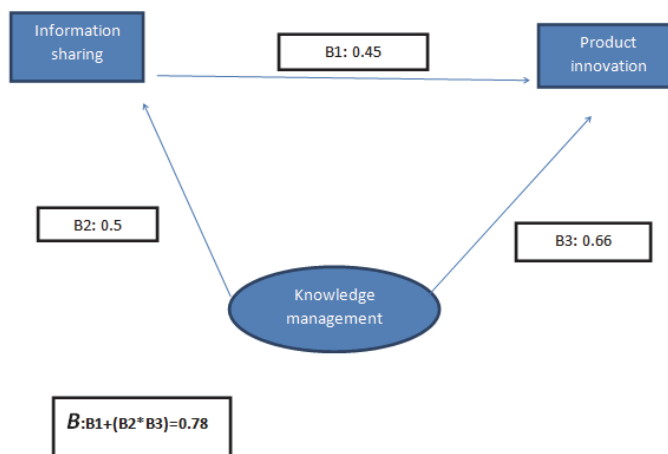 Information
sharing
B1: 0.45
Product
innovation
B2: 0.5
B3: 0.66
Knowledge
management
B:B1+(B2*B3)=0.78